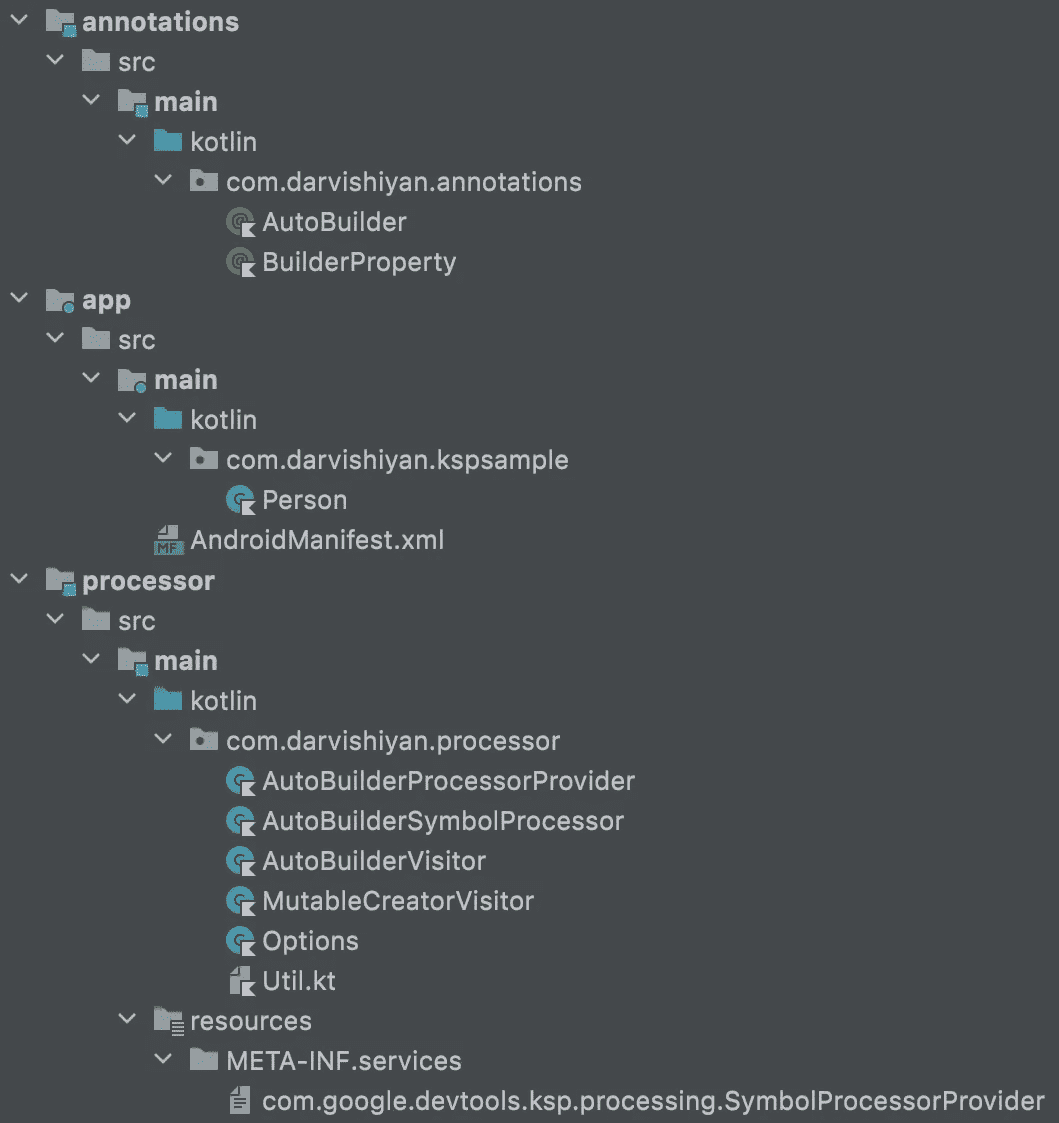 annotations
src
main
kotlin
com.darvishiyan.annotations
AutoBuilder
BuilderProperty
app
src
main
kotlin
com.darvishiyan.kspsample
Person
AndroidManifest.xml
processor
src
main
kotlin
com.darvishiyan.processor
AutoBuilderProcessorProvider
AutoBuilderSymbolProcessor
AutoBuilderVisitor
MutableCreatorVisitor
Options
Util.kt
resources
META-INF.services
com.google.devtools.ksp.processing.SymbolProcessorProvider